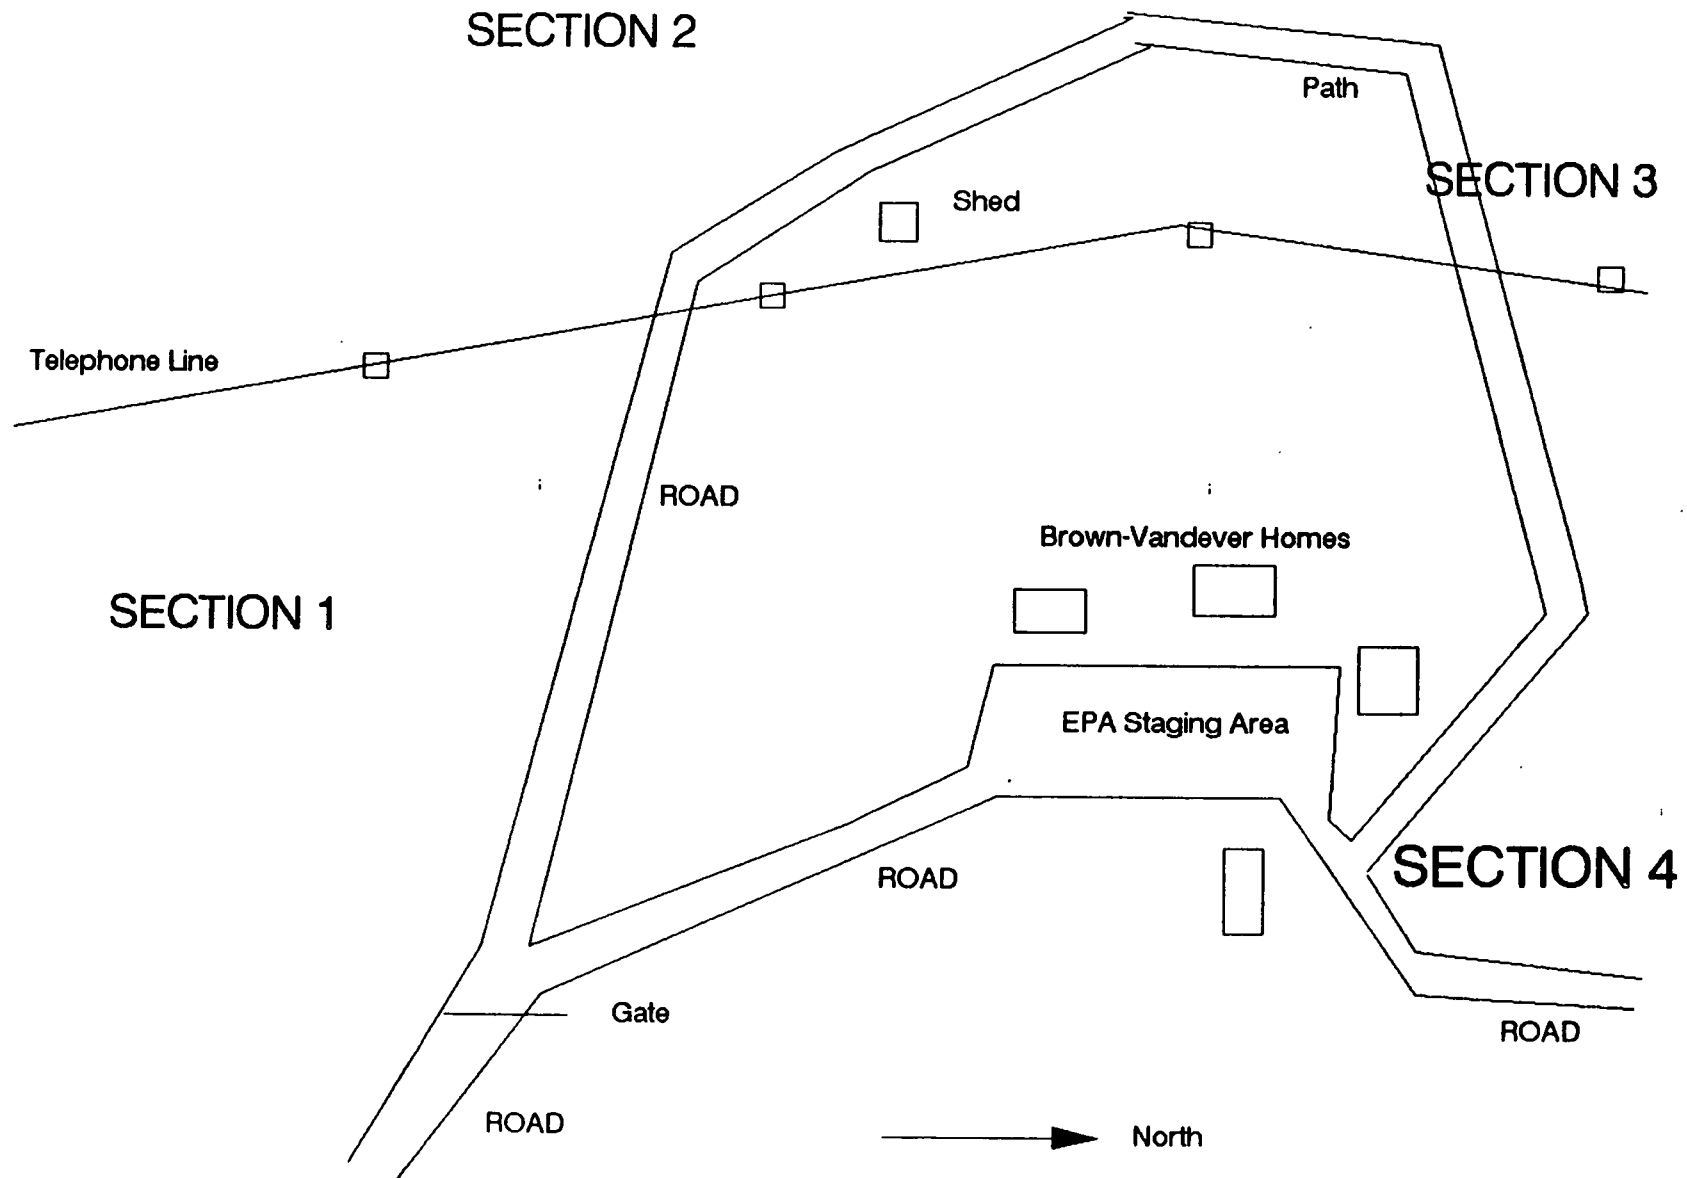 SECTION 2
Path
SECTION 3
Shed
Telephone Line
ROAD
Brown-Vandever Homes
SECTION 1
EPA Staging Area
SECTION 4
ROAD
Gate
ROAD
ROAD
North